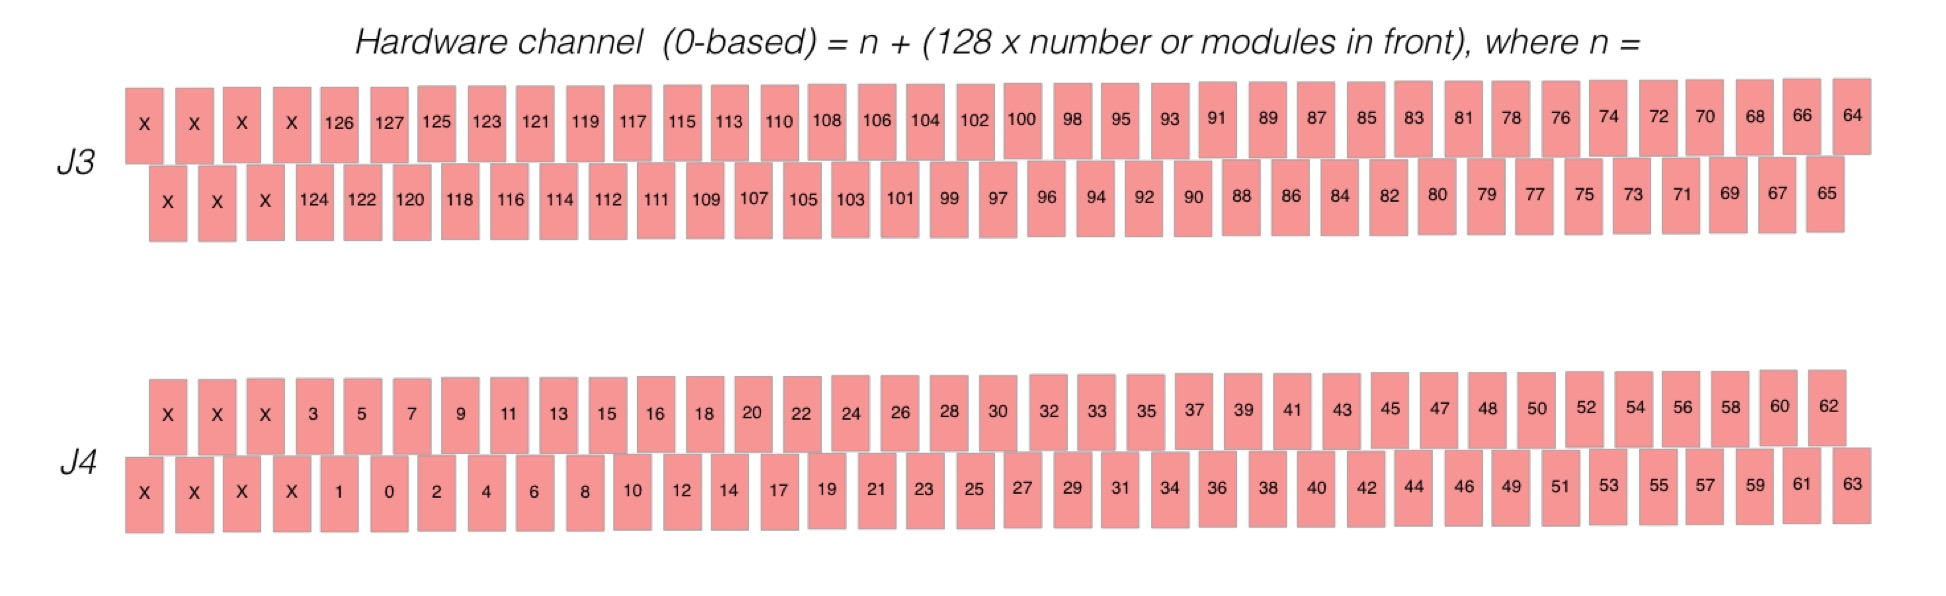 Hardware channel (0-based) = n + (128 x number or modules in front), where n =
X X X X 126 127 125 123 121 119 117 115 113 110 108 106 104 102 100 98 95 93 91 89 87 85 83 81 78 76 74 72 70 68 66 64
J3
X X X 124 122 120 118 116 114 112 111 109 107 105 103 101 99 97 96 94 92 90 88 86 84 82 80 79 77 75 73 71 69 67 65
X X X 3 5 7 9 11 13 15 16 18 20 22 24 26 28 30 32 33 35 37 39 41 43 45 47 48 50 52 54 56 58 60 62
J4
X X X X 1 0 2 4 6 8 10 12 14 17 19 21 23 25 27 29 31 34 36 38 40 42 44 46 49 51 53 55 57 59 61 63